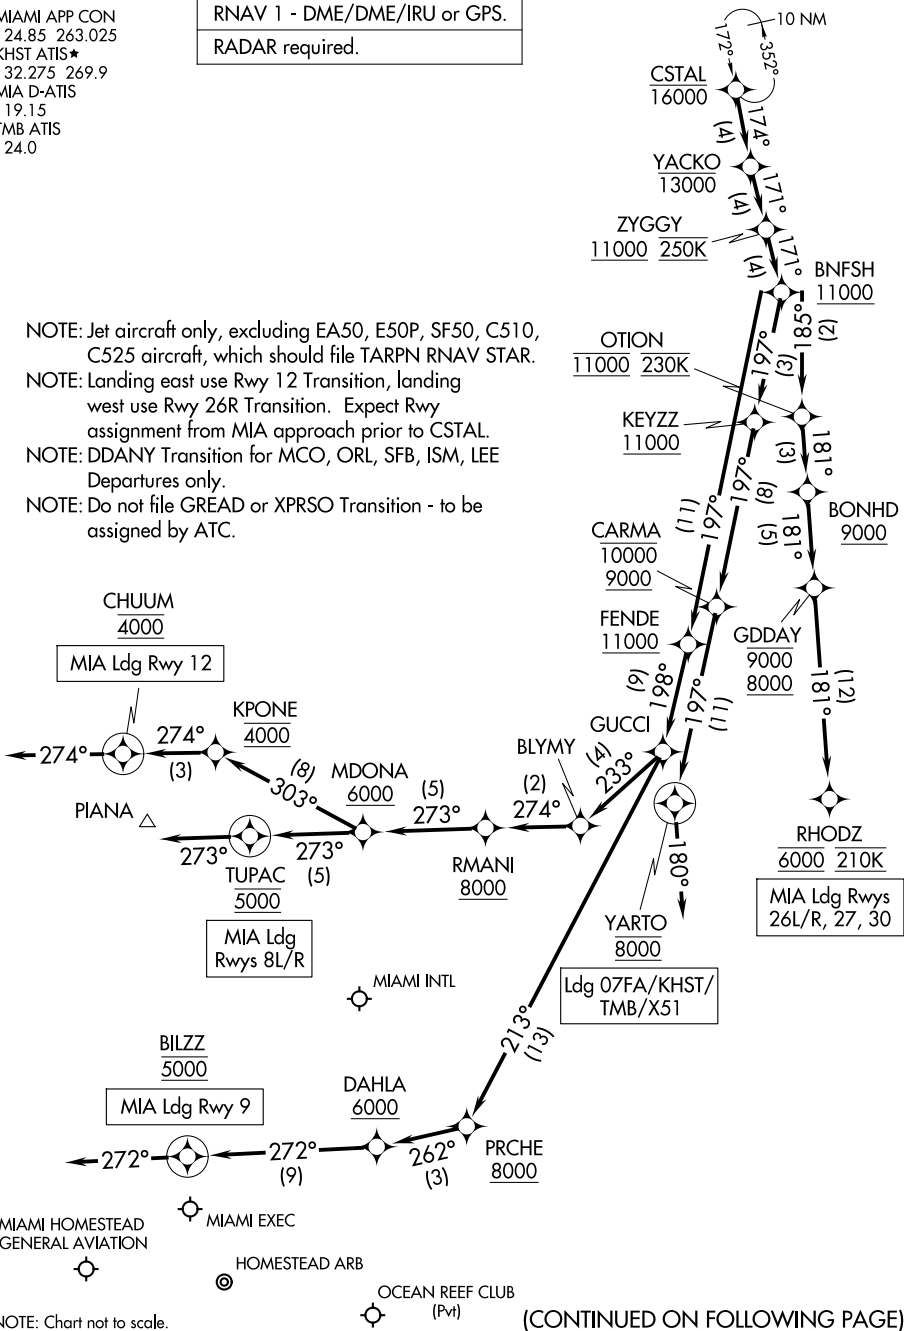 MIAMI APP CON
24.85 263.025
KHST ATIS★
32.275 269.9
MIA D-ATIS
19.15
TMB ATIS
24.0
RNAV 1 - DME/DME/IRU or GPS.
RADAR required.
10 NM
172°
352°
CSTAL
16000
174°
(4)
YACKO
13000
171°
(4)
ZYGGY
11000 250K
171°
(4)
BNFSH
11000
NOTE: Jet aircraft only, excluding EA50, E50P, SF50, C510,
C525 aircraft, which should file TARPN RNAV STAR.
NOTE: Landing east use Rwy 12 Transition, landing
west use Rwy 26R Transition. Expect Rwy
assignment from MIA approach prior to CSTAL.
NOTE: DDANY Transition for MCO, ORL, SFB, ISM, LEE
Departures only.
NOTE: Do not file GREAD or XPRSO Transition - to be
assigned by ATC.
185°
(2)
197°
(3)
OTION
11000 230K
KEYZZ
11000
181°
(3)
197°
(8)
197°
(11)
BONHD
9000
181°
(5)
CARMA
10000
9000
FENDE
11000
GDDAY
9000
8000
181°
(12)
198°
(9)
197°
(11)
GUCCI
CHUUM
4000
MIA Ldg Rwy 12
KPONE
4000
274°
274°
(3)
303°
(8)
BLYMY
233°
(4)
MDONA
6000
273°
(5)
274°
(2)
PIANA
273°
273°
(5)
TUPAC
5000
MIA Ldg
Rwys 8L/R
RMANI
8000
180°
YARTO
8000
Ldg 07FA/KHST/
TMB/X51
RHODZ
6000 210K
MIA Ldg Rwys
26L/R, 27, 30
MIAMI INTL
213°
(13)
BILZZ
5000
MIA Ldg Rwy 9
DAHLA
6000
272°
272°
(9)
262°
(3)
PRCHE
8000
MIAMI EXEC
MIAMI HOMESTEAD
GENERAL AVIATION
HOMESTEAD ARB
OCEAN REEF CLUB
(Pvt)
NOTE: Chart not to scale.
(CONTINUED ON FOLLOWING PAGE)